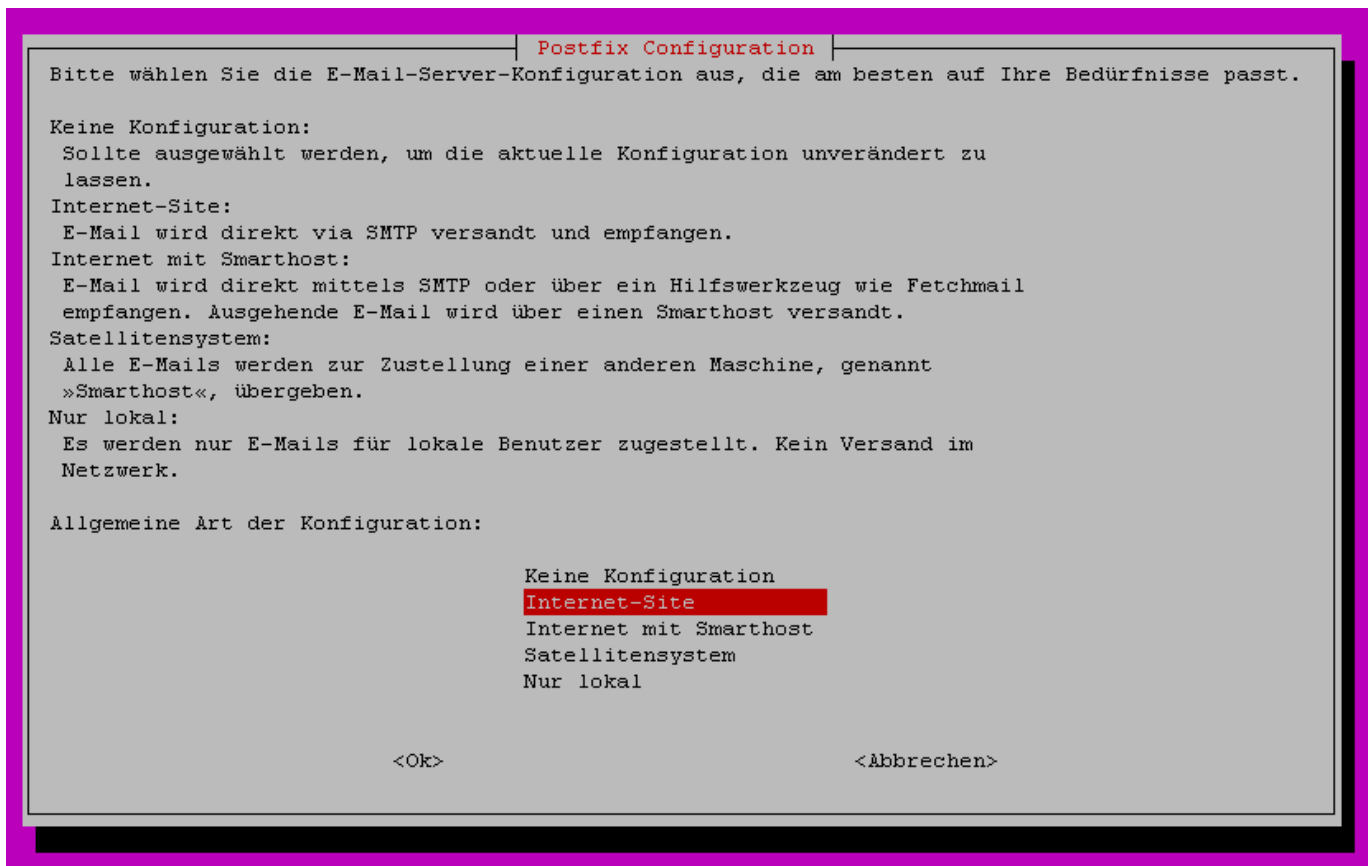 Postfix Configuration
Bitte wählen Sie die E-Mail-Server-Konfiguration aus, die am besten auf Ihre Bedürfnisse passt.
Keine Konfiguration:
Sollte ausgewählt werden, um die aktuelle Konfiguration unverändert zu
lassen.
Internet-Site:
E-Mail wird direkt via SMTP versandt und empfangen.
Internet mit Smarthost:
E-Mail wird direkt mittels SMTP oder über ein Hilfswerkzeug wie Fetchmail
empfangen. Ausgehende E-Mail wird über einen Smarthost versandt.
Satellitensystem:
Alle E-Mails werden zur Zustellung einer anderen Maschine, genannt
»Smarthost«, übergeben.
Nur lokal:
Es werden nur E-Mails für lokale Benutzer zugestellt. Kein Versand im
Netzwerk.
Allgemeine Art der Konfiguration:
Keine Konfiguration
Internet-Site
Internet mit Smarthost
Satellitensystem
Nur lokal
<Ok> <Abbrechen>